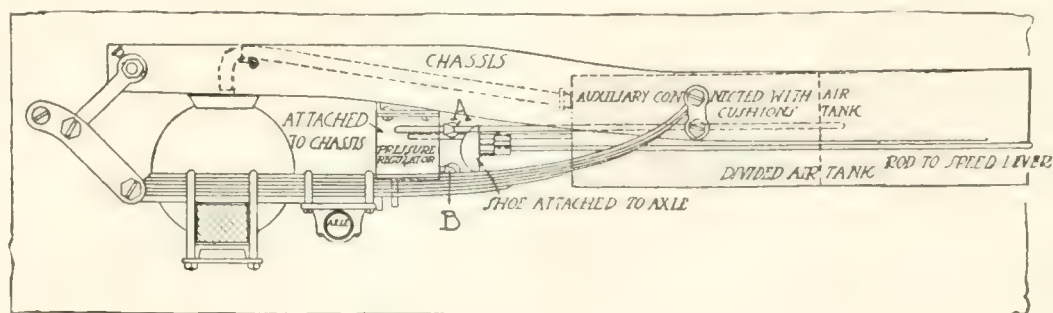 CHASSIS
A
AUXILIARY CONNECTED WITH AIR
CUSHIONS TANK
ATTACHED
TO CHASSIS
PRESSURE
REGULATOR
ROD TO SPEED LEVER
DIVIDED AIR TANK
SHOE ATTACHED TO AXLE
B
AXLE